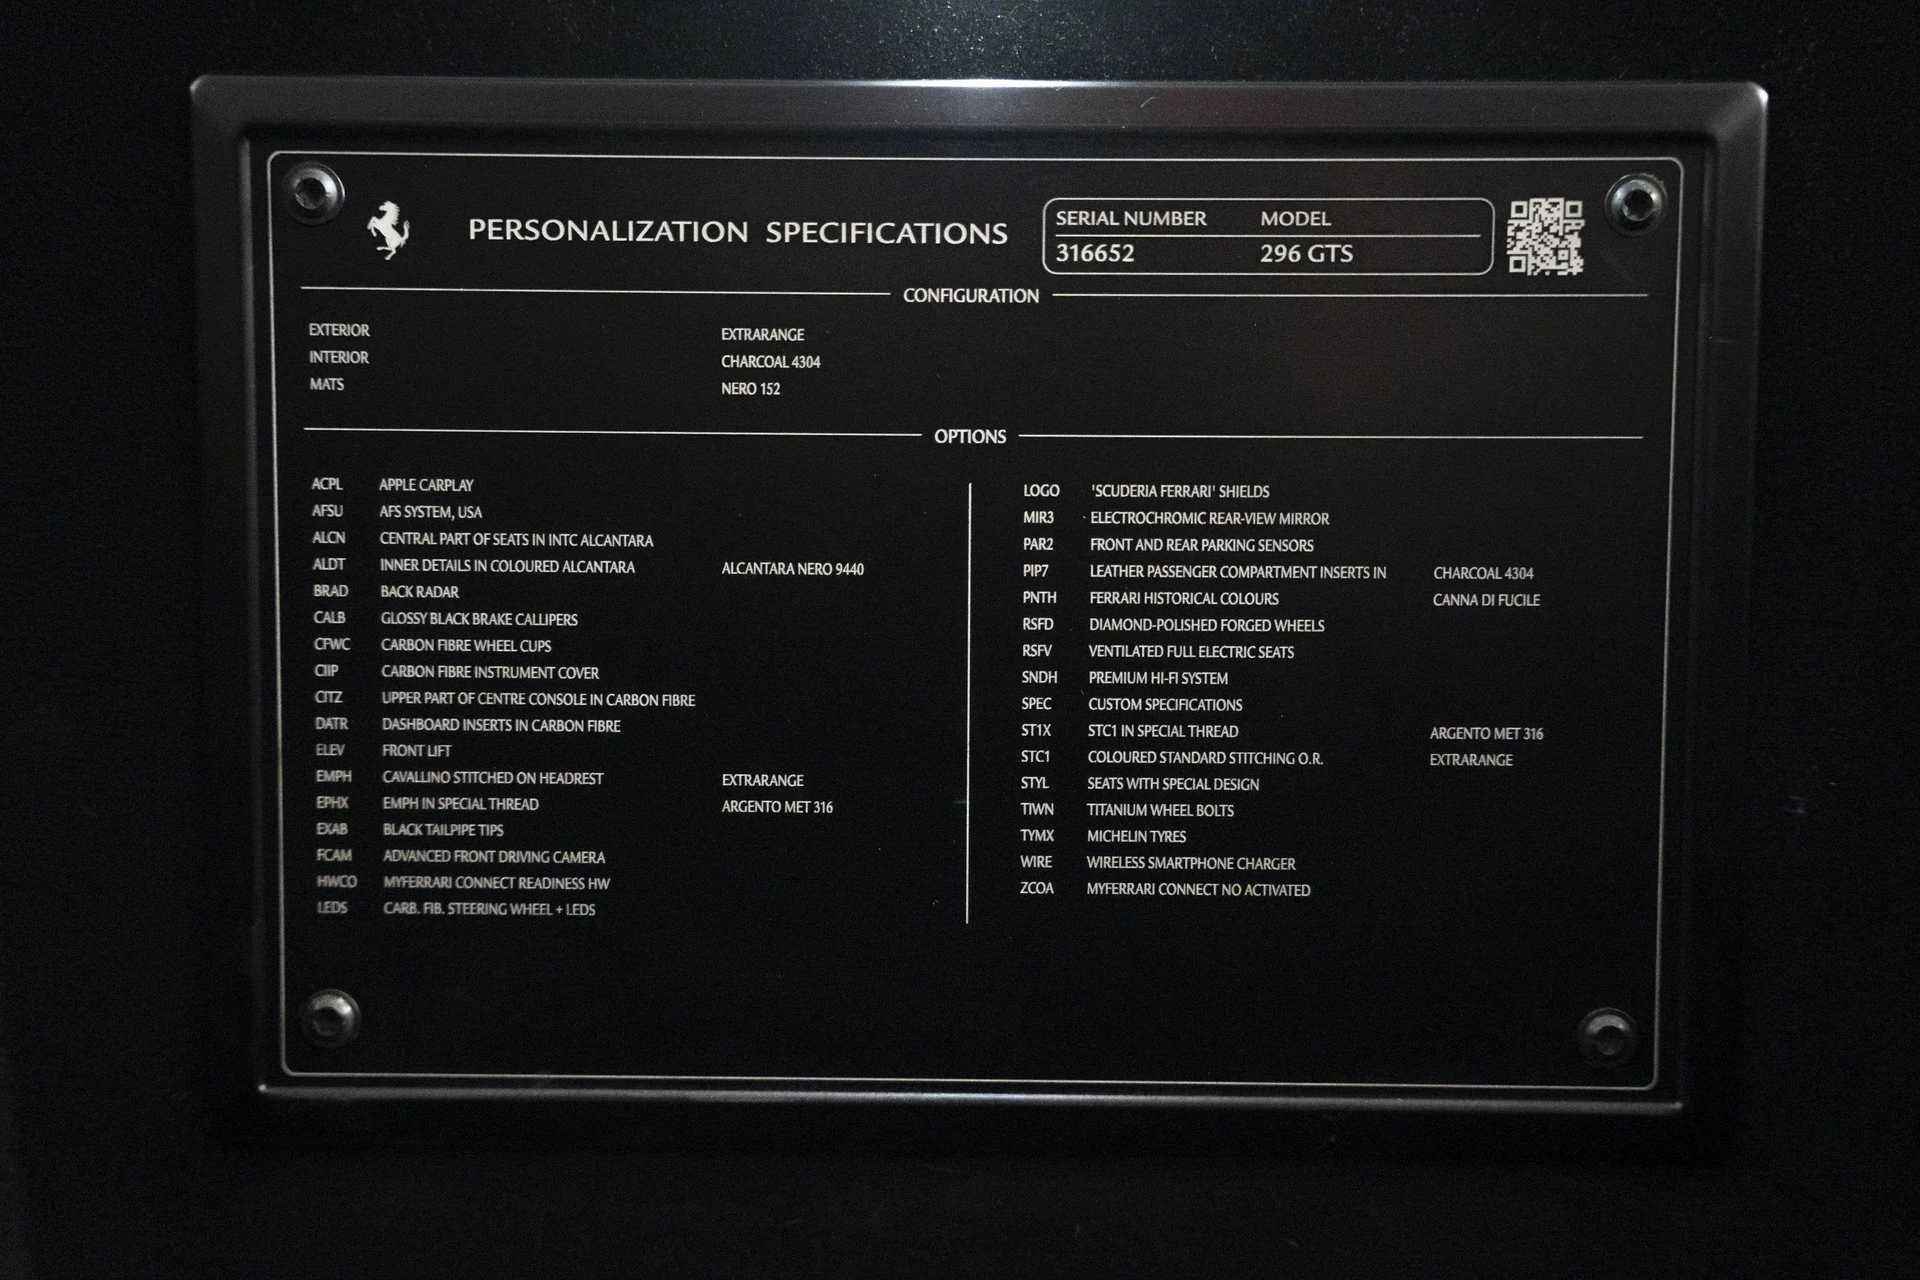 PERSONALIZATION SPECIFICATIONS
SERIAL NUMBER MODEL
316652 296 GTS
CONFIGURATION
EXTERIOR EXTRARANGE
INTERIOR CHARCOAL 4304
MATS NERO 152
OPTIONS
ACPL APPLE CARPLAY
AFSU AFS SYSTEM, USA
ALCN CENTRAL PART OF SEATS IN INTC ALCANTARA
ALDT INNER DETAILS IN COLOURED ALCANTARA ALCANTARA NERO 9440
BRAD BACK RADAR
CALB GLOSSY BLACK BRAKE CALLIPERS
CFWC CARBON FIBRE WHEEL CUPS
CIIP CARBON FIBRE INSTRUMENT COVER
CITZ UPPER PART OF CENTRE CONSOLE IN CARBON FIBRE
DATR DASHBOARD INSERTS IN CARBON FIBRE
ELEV FRONT LIFT
EMPH CAVALLINO STITCHED ON HEADREST EXTRARANGE
EPHX EMPH IN SPECIAL THREAD ARGENTO MET 316
EXAB BLACK TAILPIPE TIPS
FCAM ADVANCED FRONT DRIVING CAMERA
HWCO MYFERRARI CONNECT READINESS HW
LEDS CARB. FIB. STEERING WHEEL + LEDS
LOGO 'SCUDERIA FERRARI' SHIELDS
MIR3 ELECTROCHROMIC REAR-VIEW MIRROR
PAR2 FRONT AND REAR PARKING SENSORS
PIP7 LEATHER PASSENGER COMPARTMENT INSERTS IN CHARCOAL 4304
PNTH FERRARI HISTORICAL COLOURS CANNA DI FUCILE
RSFD DIAMOND-POLISHED FORGED WHEELS
RSFV VENTILATED FULL ELECTRIC SEATS
SNDH PREMIUM HI-FI SYSTEM
SPEC CUSTOM SPECIFICATIONS
ST1X STC1 IN SPECIAL THREAD ARGENTO MET 316
STC1 COLOURED STANDARD STITCHING O.R. EXTRARANGE
STYL SEATS WITH SPECIAL DESIGN
TIWN TITANIUM WHEEL BOLTS
TYMX MICHELIN TYRES
WIRE WIRELESS SMARTPHONE CHARGER
ZCOA MYFERRARI CONNECT NO ACTIVATED